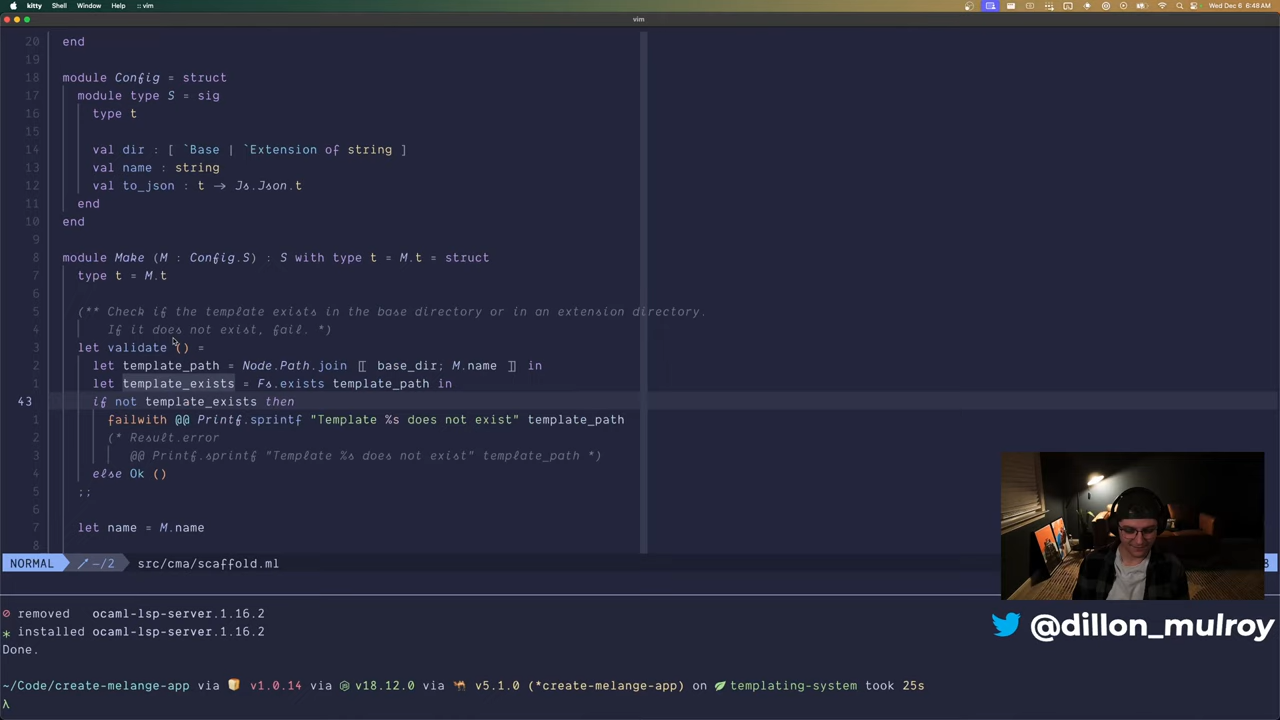 kitty Shell Window Help :: vim Wed Dec 6 6:48 AM
vim
20 end
19
18 module Config = struct
17 module type S = sig
16 type t
15
14 val dir : [ `Base | `Extension of string ]
13 val name : string
12 val to_json : t → Js.Json.t
11 end
10 end
9
8 module Make (M : Config.S) : S with type t = M.t = struct
7 type t = M.t
6
5 (** Check if the template exists in the base directory or in an extension directory.
4 If it does not exist, fail. *)
3 let validate () =
2 let template_path = Node.Path.join [| base_dir; M.name |] in
1 let template_exists = Fs.exists template_path in
43 if not template_exists then
1 failwith @@ Printf.sprintf "Template %s does not exist" template_path
2 (* Result.error
3 @@ Printf.sprintf "Template %s does not exist" template_path *)
4 else Ok ()
5 ;;
6
7 let name = M.name
8
NORMAL ~/2 src/cma/scaffold.ml
removed ocaml-lsp-server.1.16.2
* installed ocaml-lsp-server.1.16.2
Done.
~/Code/create-melange-app via v1.0.14 via v18.12.0 via v5.1.0 (*create-melange-app) on templating-system took 25s
λ
@dillon_mulroy